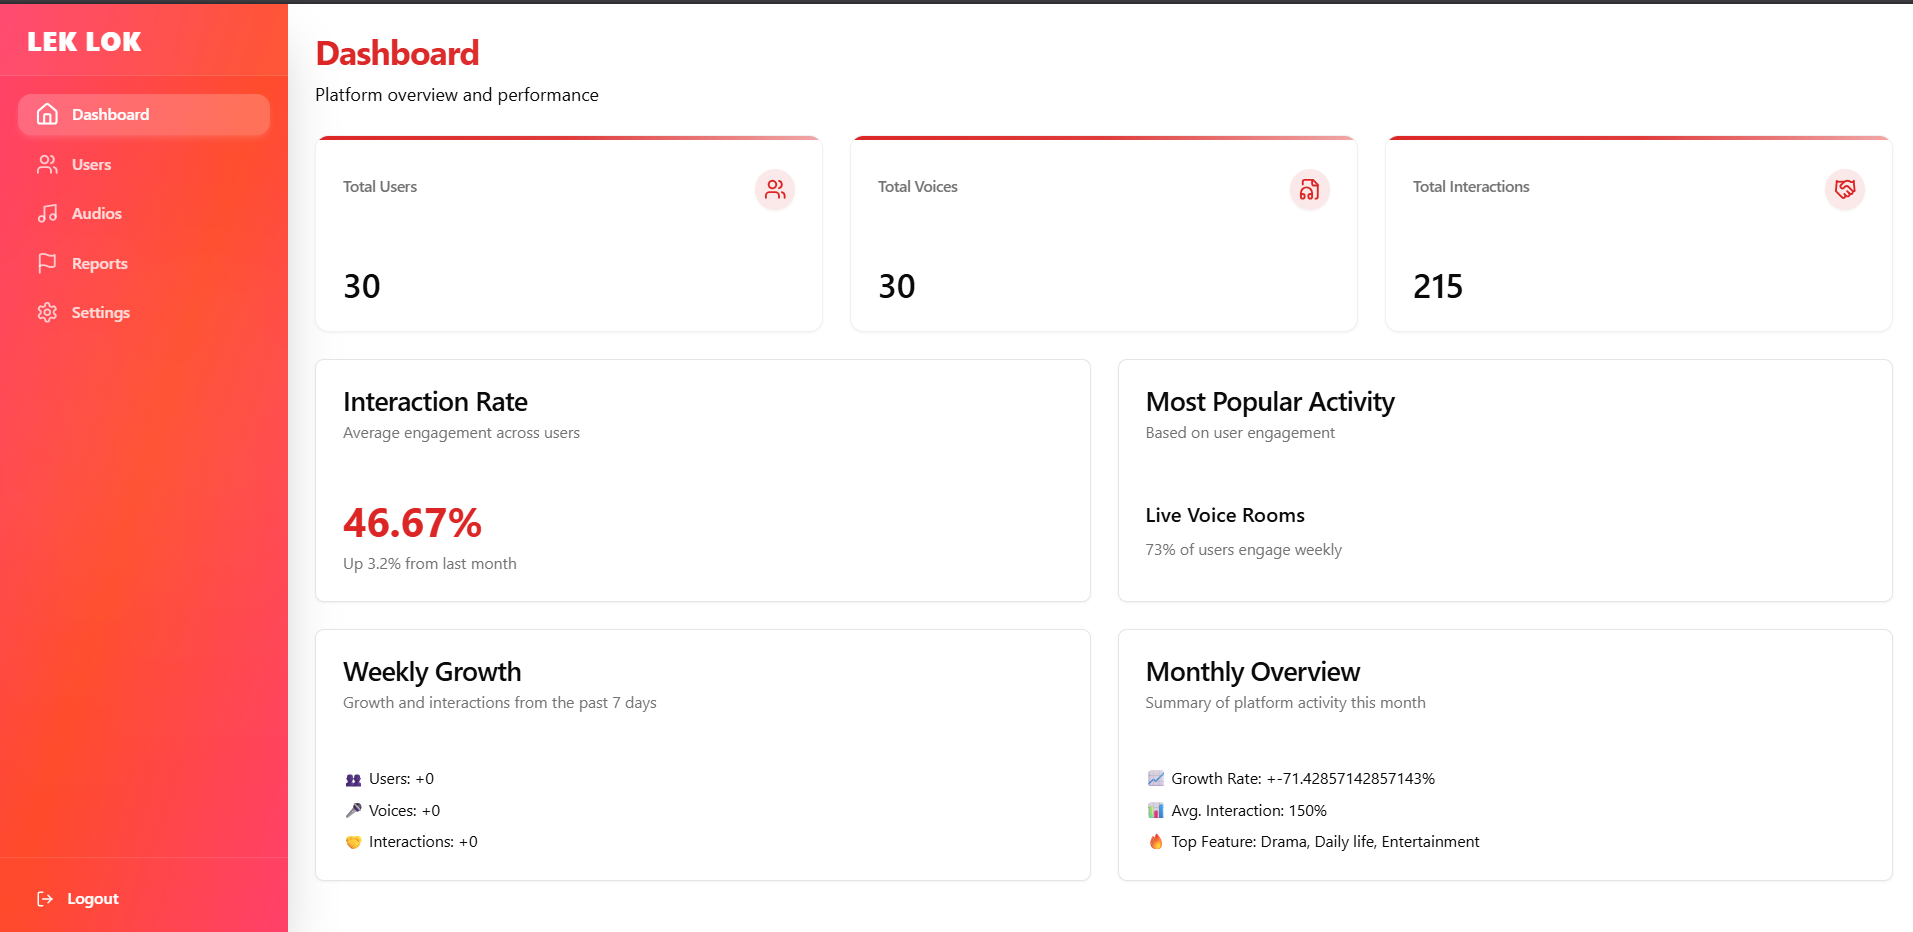 LEK LOK
Dashboard
Users
Audios
Reports
Settings
Logout
Dashboard
Platform overview and performance
Total Users
30
Total Voices
30
Total Interactions
215
Interaction Rate
Average engagement across users
46.67%
Up 3.2% from last month
Most Popular Activity
Based on user engagement
Live Voice Rooms
73% of users engage weekly
Weekly Growth
Growth and interactions from the past 7 days
👥 Users: +0
🎤 Voices: +0
🤝 Interactions: +0
Monthly Overview
Summary of platform activity this month
📈 Growth Rate: +-71.42857142857143%
📊 Avg. Interaction: 150%
🔥 Top Feature: Drama, Daily life, Entertainment